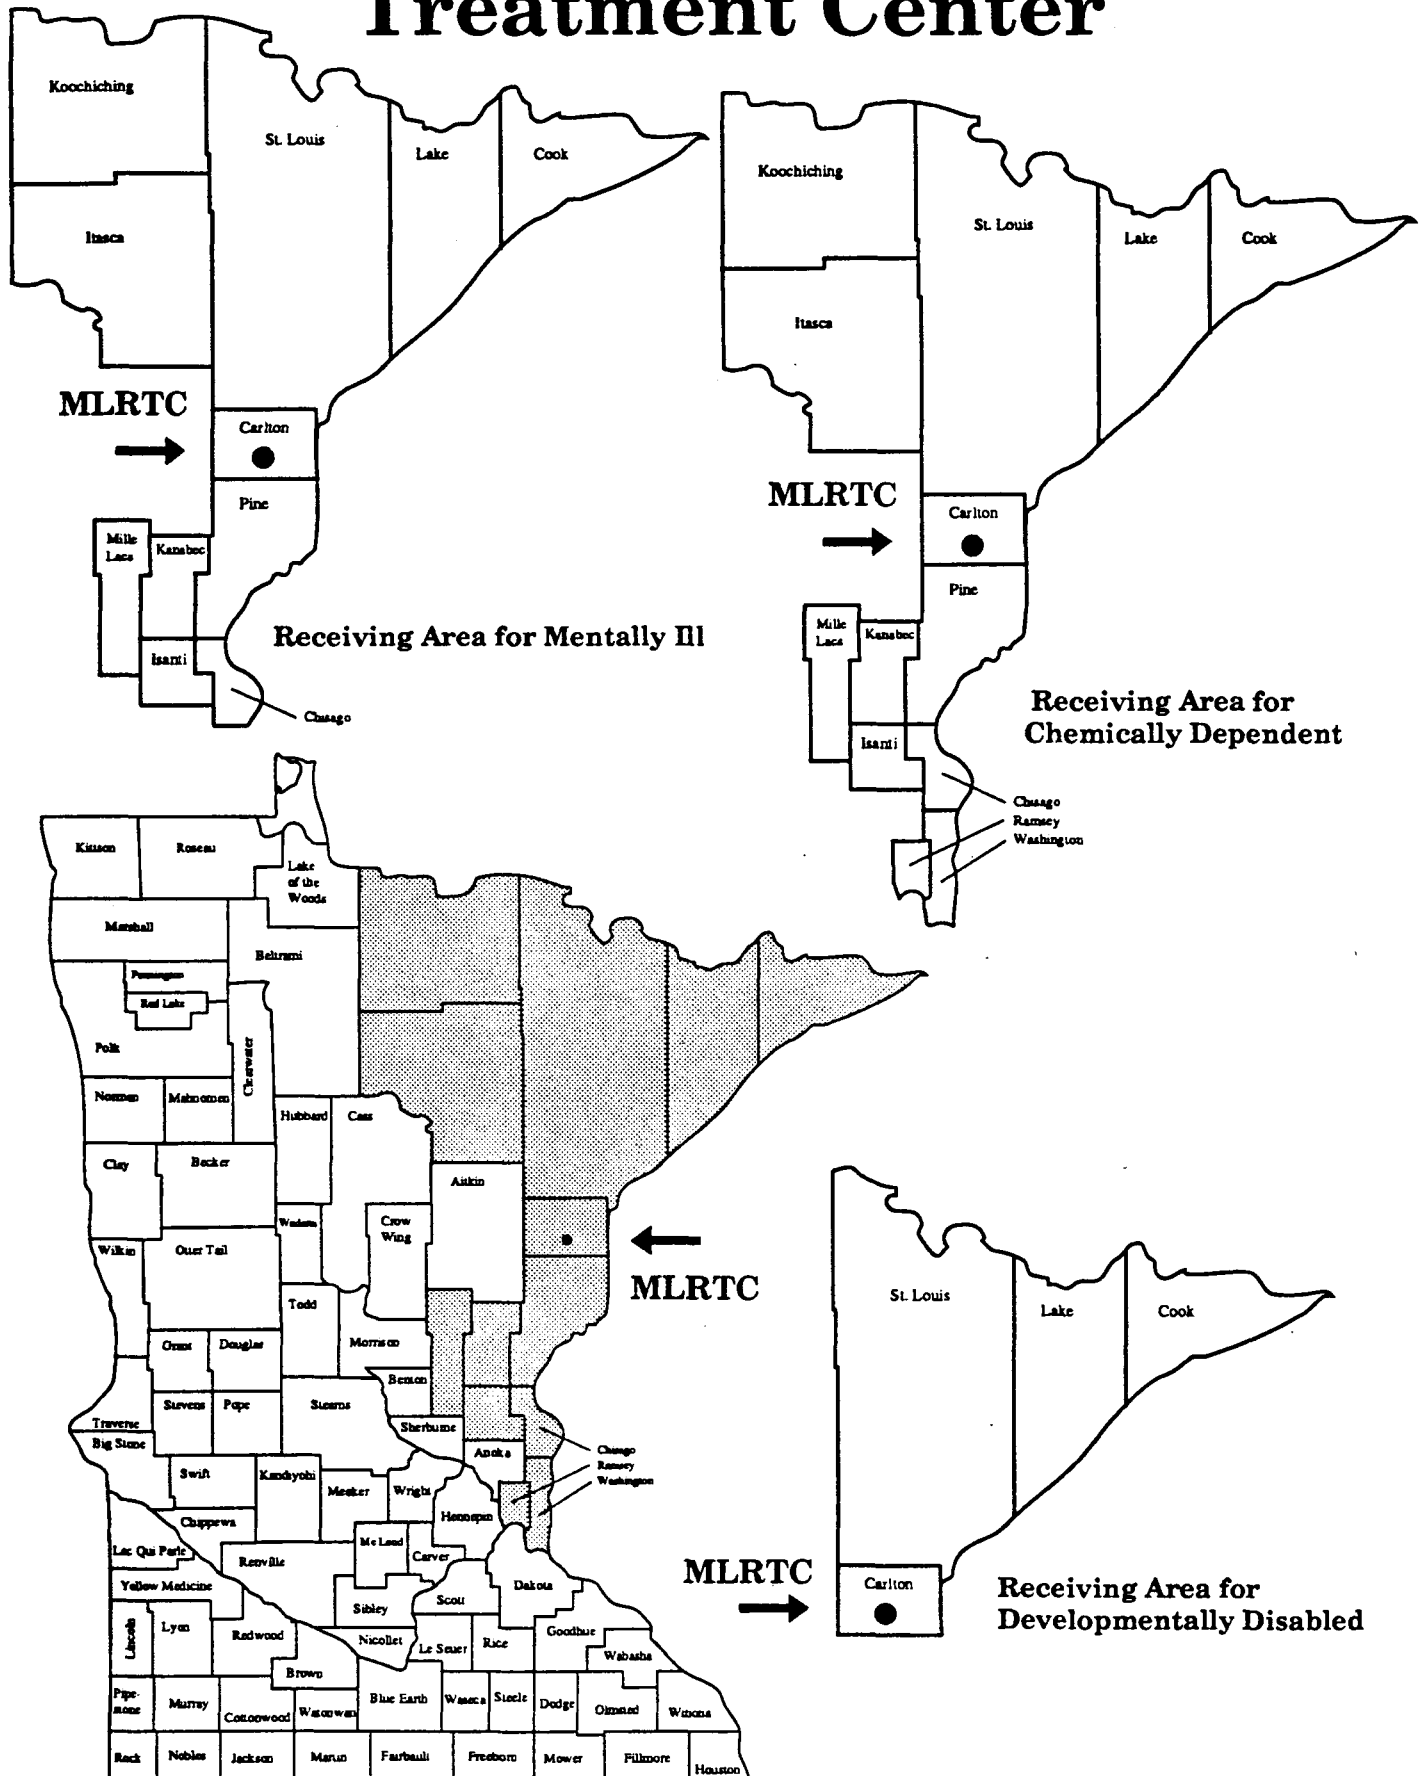 Treatment Center
Koochiching
St. Louis
Lake
Cook
Itasca
MLRTC
Carlton
Pine
Mille
Lacs
Kanabec
Isanti
Chisago
Receiving Area for Mentally Ill
Koochiching
St. Louis
Lake
Cook
Itasca
MLRTC
Carlton
Pine
Mille
Lacs
Kanabec
Isanti
Chisago
Ramsey
Washington
Receiving Area for
Chemically Dependent
Kittson
Roseau
Lake
of the
Woods
Marshall
Beltrami
Pennington
Red Lake
Polk
Clearwater
Norman
Mahnomen
Hubbard
Cass
Clay
Becker
Aitkin
Wadena
Crow
Wing
Wilkin
Otter Tail
MLRTC
Todd
Morrison
Grant
Douglas
Benton
Stevens
Pope
Stearns
Traverse
Big Stone
Sherburne
Anoka
Chisago
Ramsey
Washington
Swift
Kandiyohi
Meeker
Wright
Hennepin
Chippewa
Lac Qui Parle
Renville
Mc Leod
Carver
Yellow Medicine
Scott
Dakota
Sibley
Lincoln
Lyon
Redwood
Nicollet
Le Seuer
Rice
Goodhue
Wabasha
Brown
Pipe-
stone
Murray
Cottonwood
Watonwan
Blue Earth
Waseca
Steele
Dodge
Olmsted
Winona
Rock
Nobles
Jackson
Martin
Fairbault
Freeborn
Mower
Fillmore
Houston
St. Louis
Lake
Cook
MLRTC
Carlton
Receiving Area for
Developmentally Disabled